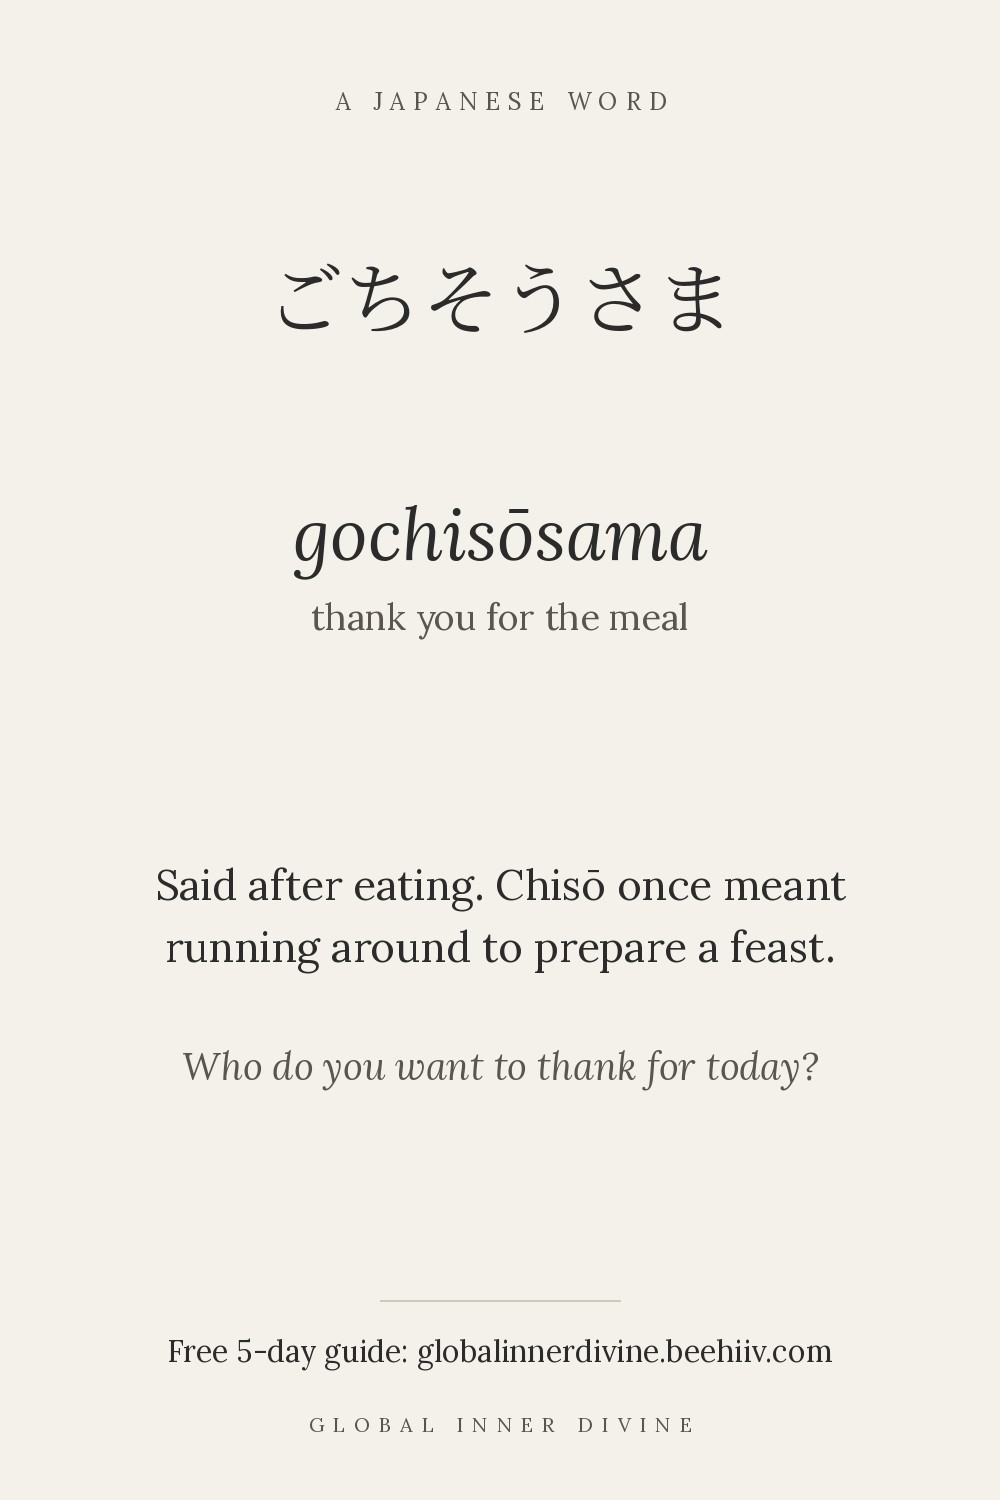 A JAPANESE WORD
ごちそうさま
gochisōsama
thank you for the meal
Said after eating. Chisō once meant
running around to prepare a feast.
Who do you want to thank for today?
Free 5-day guide: globalinnerdivine.beehiiv.com
GLOBAL INNER DIVINE